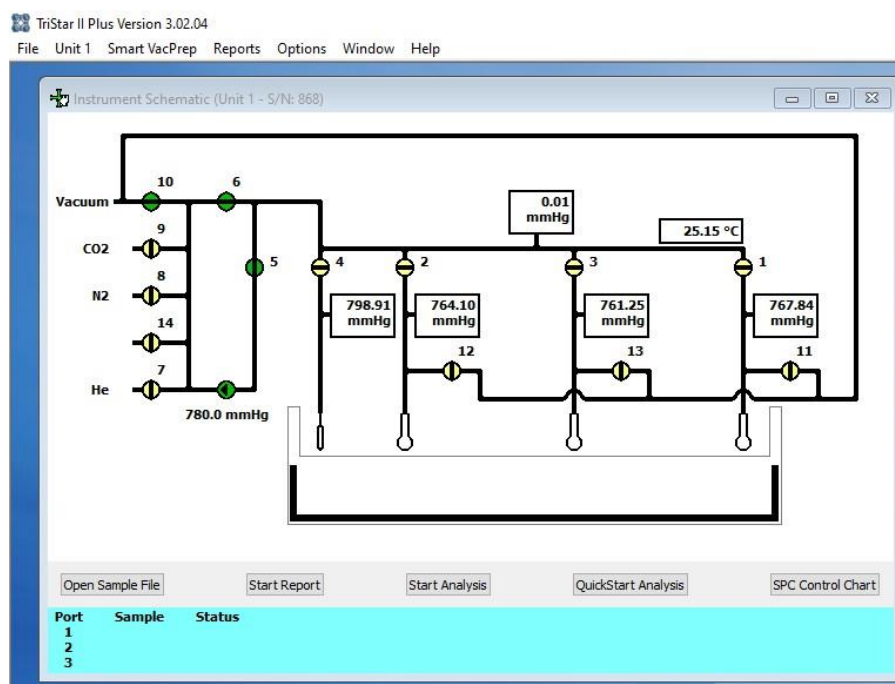 TriStar II Plus Version 3.02.04
File Unit 1 Smart VacPrep Reports Options Window Help
Instrument Schematic (Unit 1 - S/N: 868)
10
6
Vacuum
0.01
mmHg
9
25.15 °C
CO2
5
4
2
3
1
8
N2
798.91
mmHg
764.10
mmHg
761.25
mmHg
767.84
mmHg
14
12
13
11
7
He
780.0 mmHg
Open Sample File
Start Report
Start Analysis
QuickStart Analysis
SPC Control Chart
Port Sample Status
1
2
3